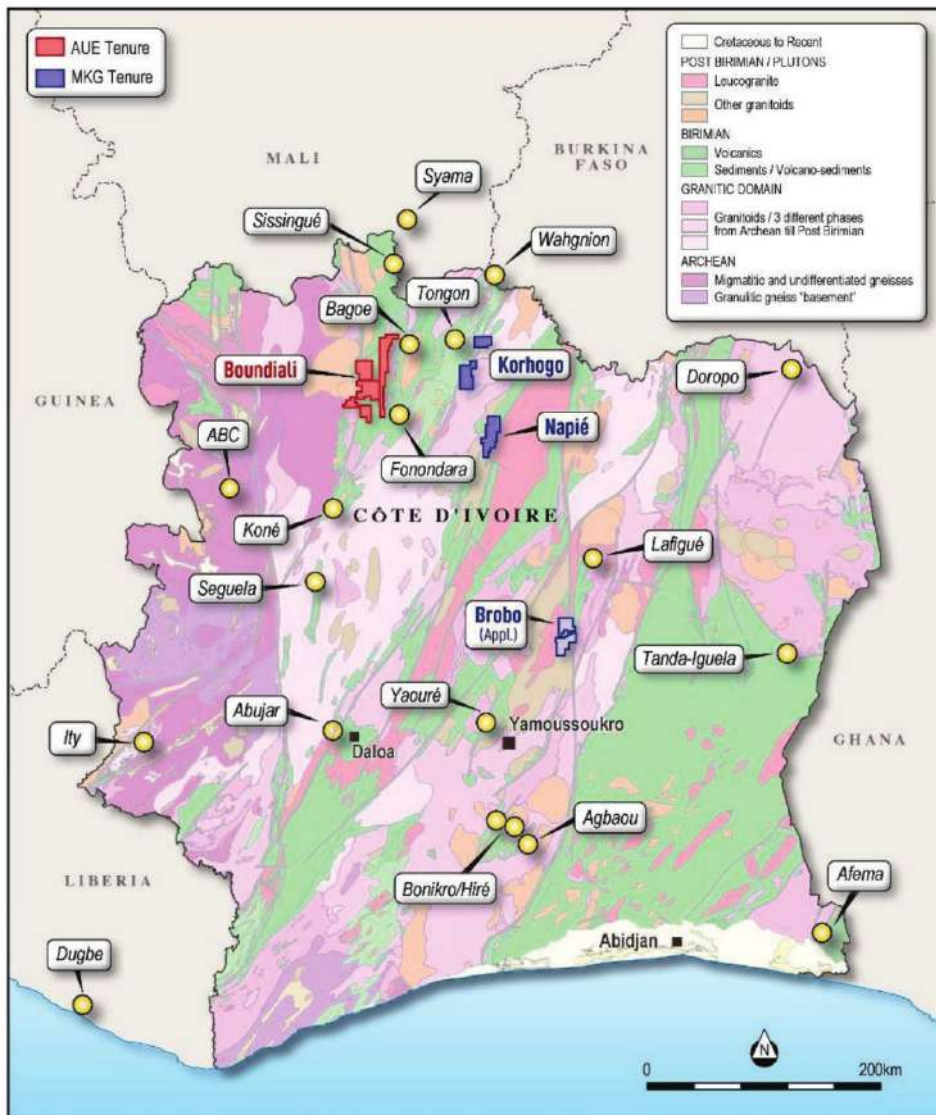 AUE Tenure
MKG Tenure
Cretaceous to Recent
POST BIRIMIAN / PLUTONS
Leucogranite
Other granitoids
BIRIMIAN
Volcanics
Sediments / Volcano-sediments
GRANITIC DOMAIN
Granitoids / 3 different phases
from Archean till Post Birimian
ARCHEAN
Migmatitic and undifferentiated gneisses
Granulitic gneiss "basement"
MALI
BURKINA
FASO
Syama
Sissingué
Wahgnion
Tongon
Bagoe
Boundiali
Korhogo
Doropo
GUINEA
ABC
Napié
Fonondara
Koné
CÔTE D'IVOIRE
Lafigué
Seguela
Brobo
(Appl.)
Tanda-Iguela
Abujar
Yaouré
Yamoussoukro
Ity
Daloa
GHANA
Agbaou
Bonikro/Hiré
LIBERIA
Afema
Abidjan
Dugbe
N
0
200km